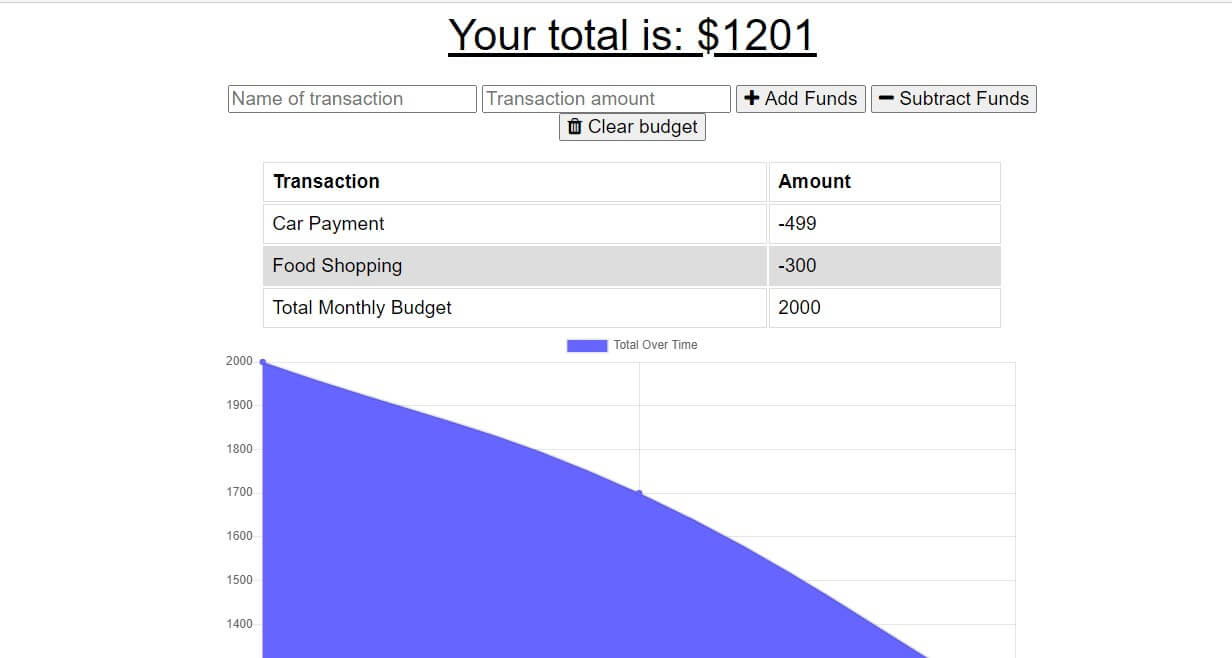 Your total is: $1201
Name of transaction Transaction amount Add Funds Subtract Funds
Clear budget
Transaction Amount
Car Payment -499
Food Shopping -300
Total Monthly Budget 2000
Total Over Time
2000
1900
1800
1700
1600
1500
1400